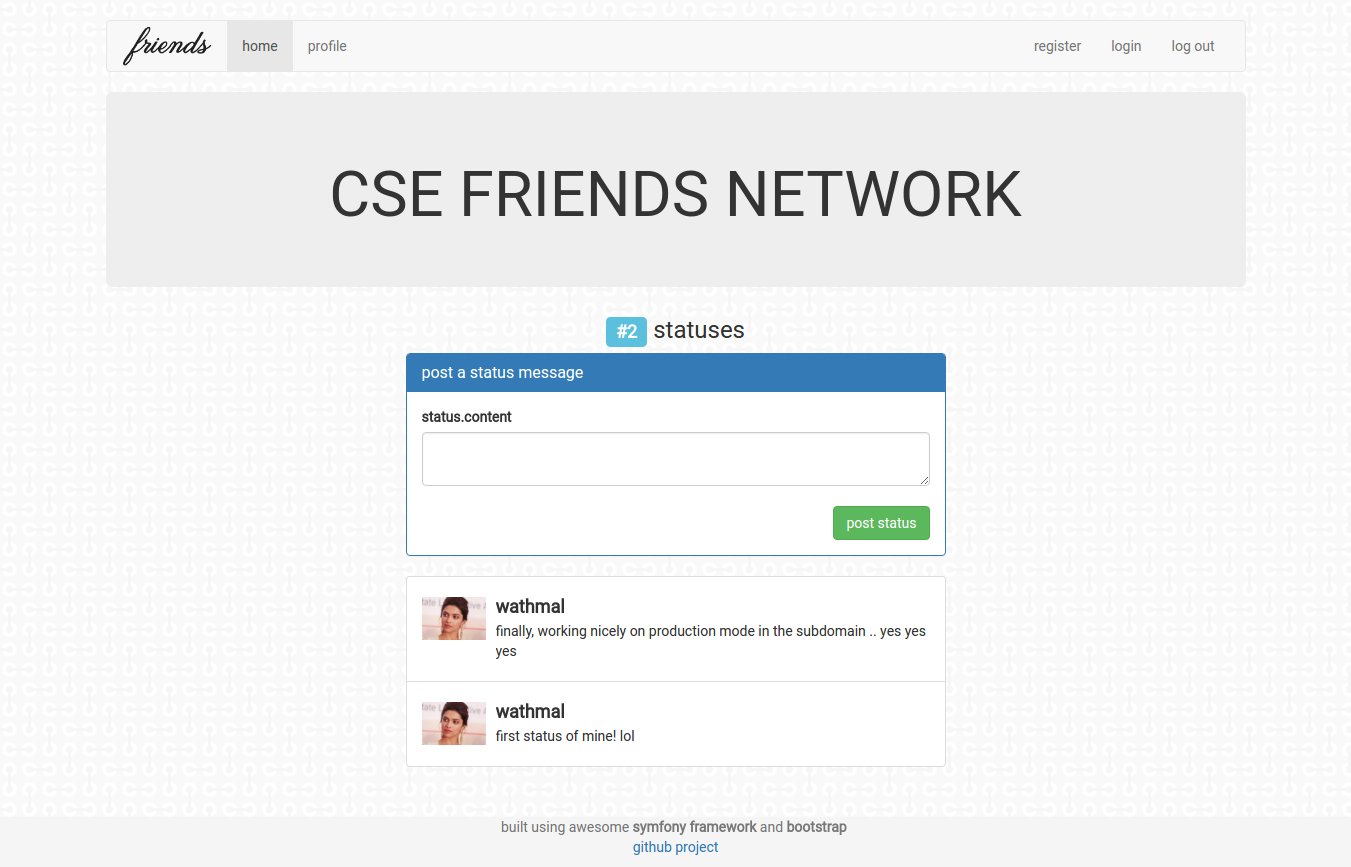 friends
home
profile
register
login
log out
CSE FRIENDS NETWORK
#2 statuses
post a status message
status.content
post status
wathmal
finally, working nicely on production mode in the subdomain .. yes yes
yes
wathmal
first status of mine! lol
built using awesome symfony framework and bootstrap
github project